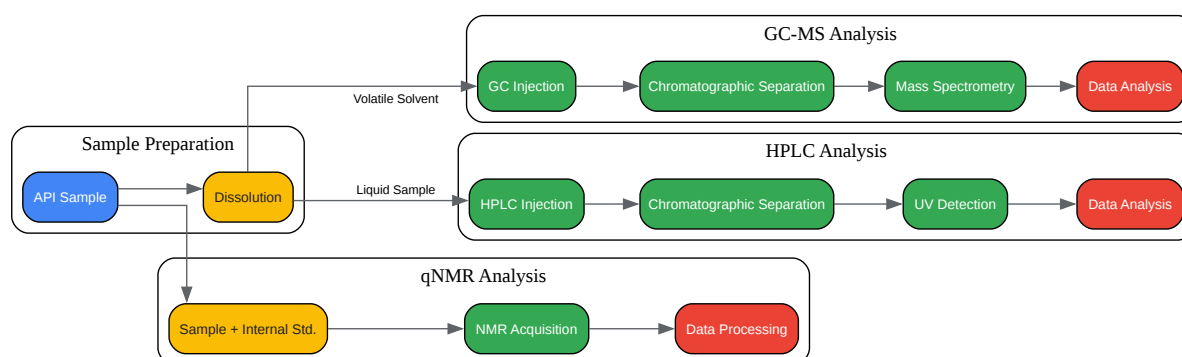 GC-MS Analysis
GC Injection
Chromatographic Separation
Mass Spectrometry
Data Analysis
Volatile Solvent
Sample Preparation
API Sample
Dissolution
Liquid Sample
HPLC Analysis
HPLC Injection
Chromatographic Separation
UV Detection
Data Analysis
qNMR Analysis
Sample + Internal Std.
NMR Acquisition
Data Processing